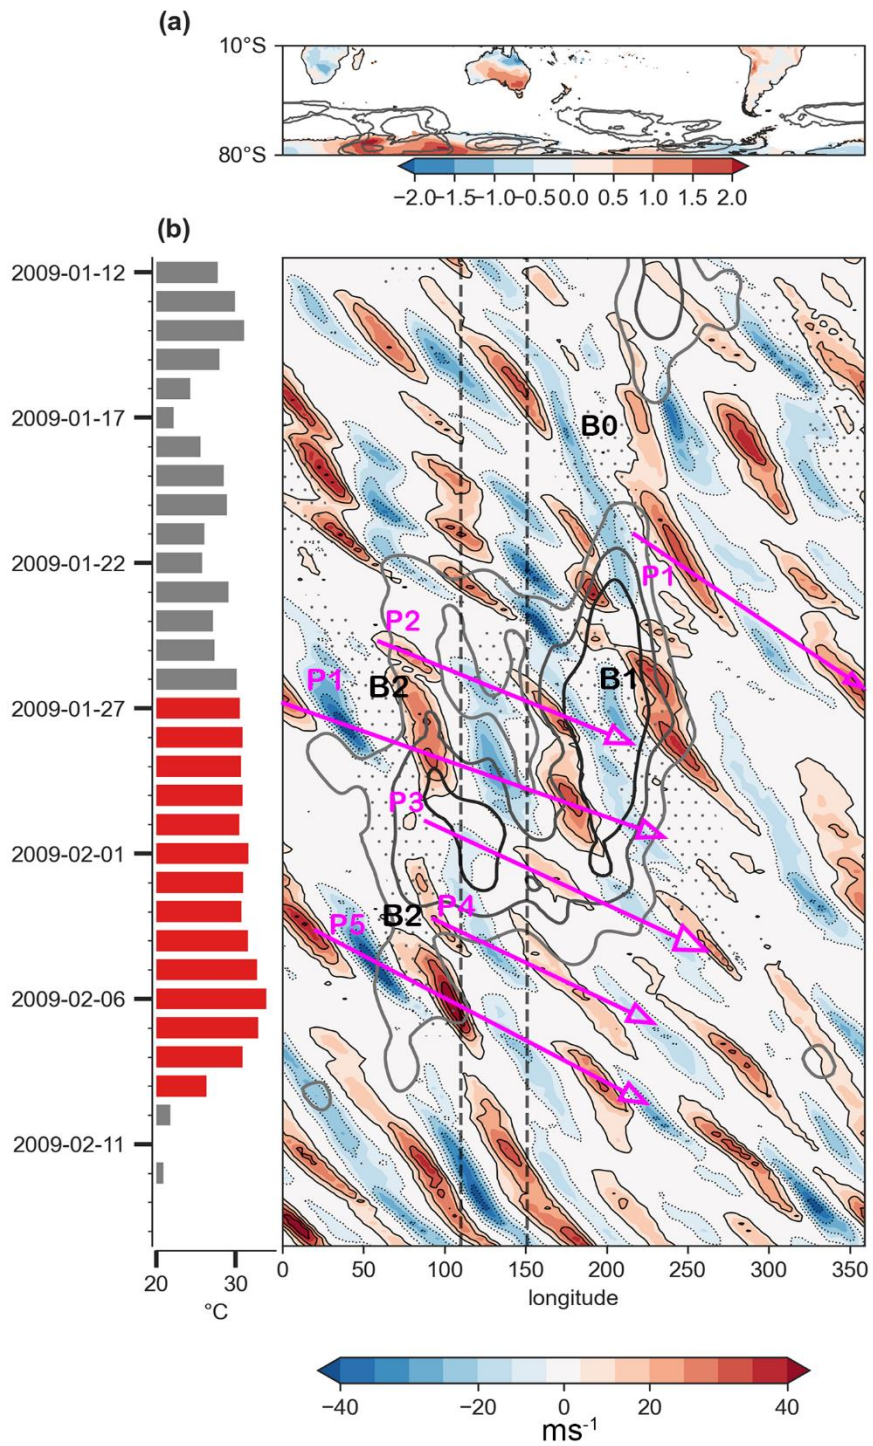 (a)
10°S
80°S
−2.0−1.5−1.0−0.5 0.0 0.5 1.0 1.5 2.0
(b)
2009-01-12
2009-01-17
B0
2009-01-22
P1
P2
P1
B2
B1
2009-01-27
P3
2009-02-01
P4
B2
P5
2009-02-06
2009-02-11
20 30
°C
0 50 100 150 200 250 300 350
longitude
−40 −20 0 20 40
ms-1